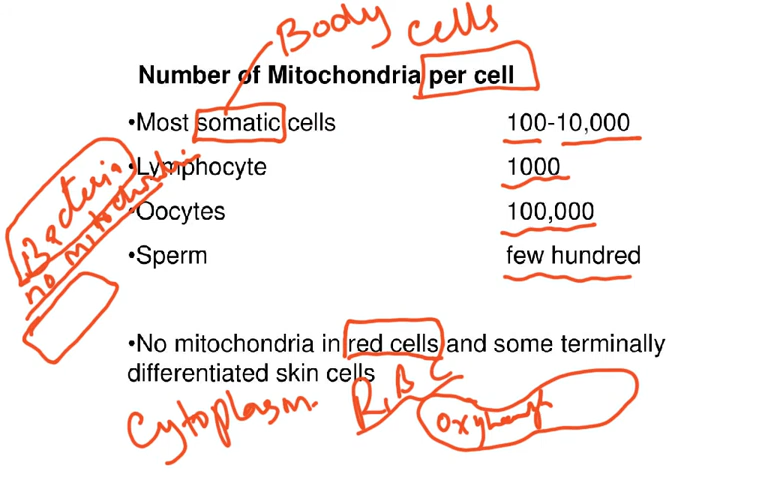 Body cells
Number of Mitochondria per cell
•Most somatic cells 100-10,000
•Lymphocyte 1000
•Oocytes 100,000
•Sperm few hundred
Bacteria
no mitochondria
•No mitochondria in red cells and some terminally
differentiated skin cells
Cytoplasm. RBC